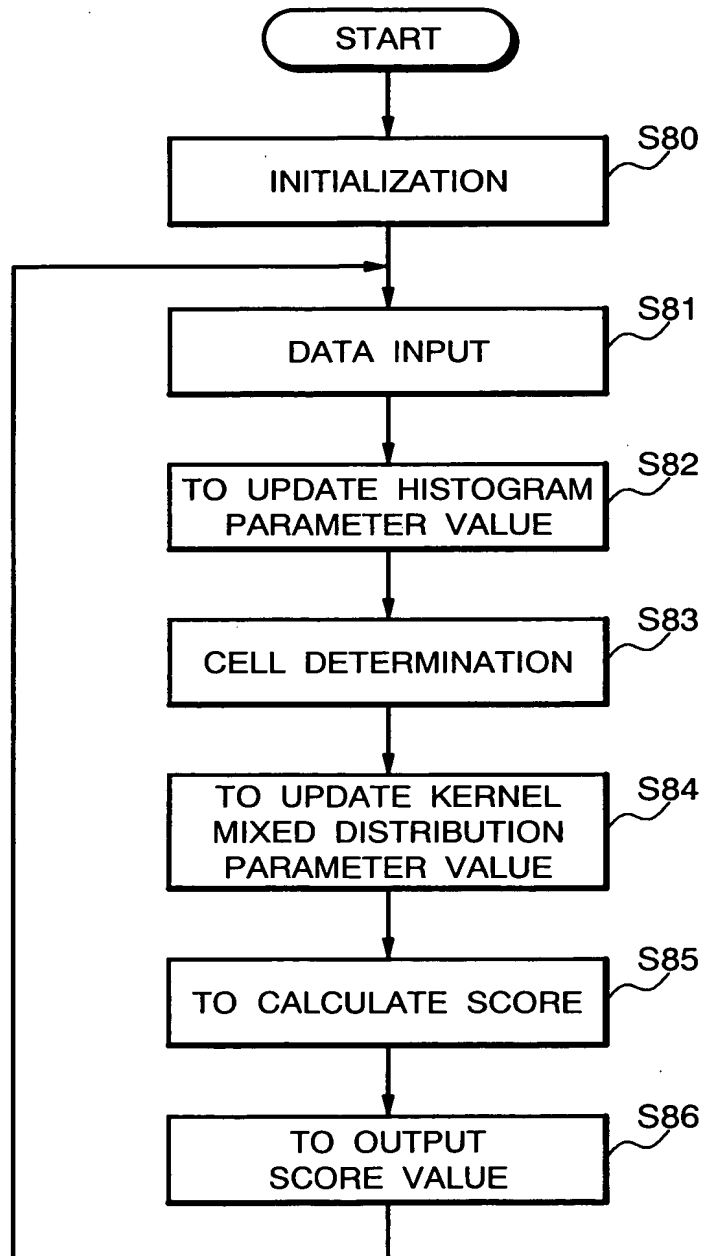 START
S80
INITIALIZATION
S81
DATA INPUT
S82
TO UPDATE HISTOGRAM
PARAMETER VALUE
S83
CELL DETERMINATION
S84
TO UPDATE KERNEL
MIXED DISTRIBUTION
PARAMETER VALUE
S85
TO CALCULATE SCORE
S86
TO OUTPUT
SCORE VALUE